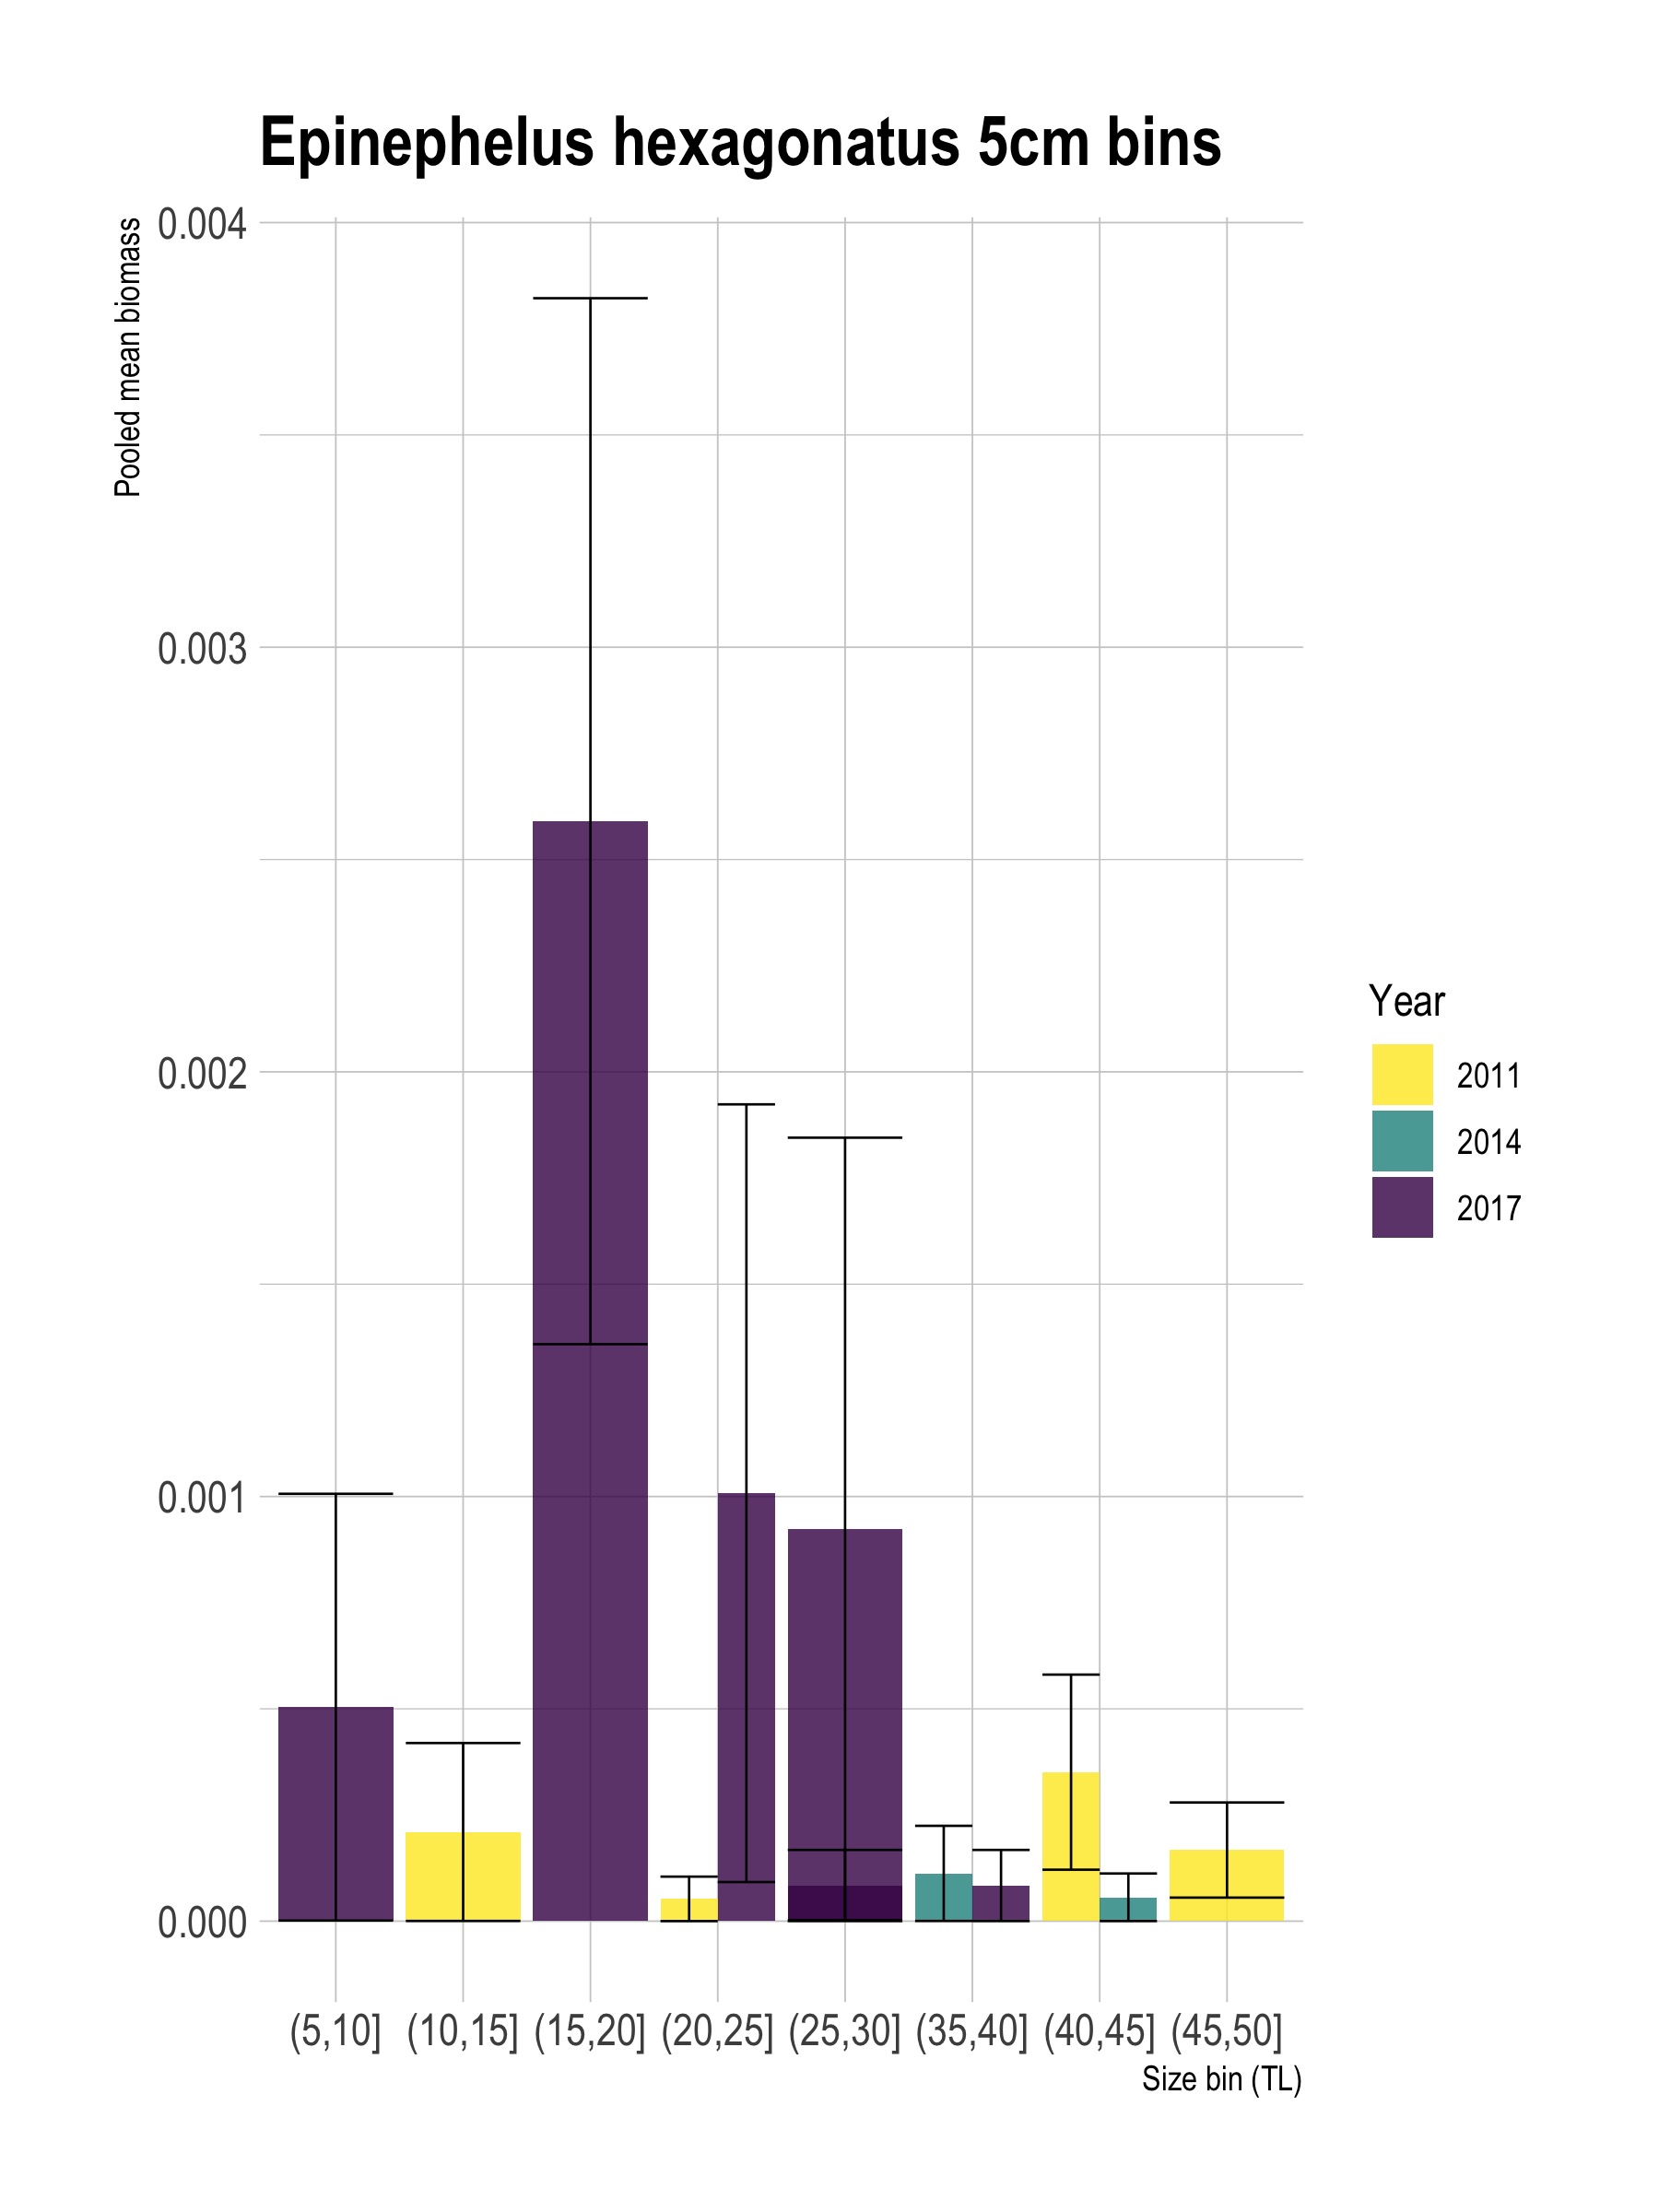 Epinephelus hexagonatus 5cm bins
Pooled mean biomass
0.004
0.003
0.002
0.001
0.000
(5,10] (10,15] (15,20] (20,25] (25,30] (35,40] (40,45] (45,50]
Size bin (TL)
Year
2011
2014
2017